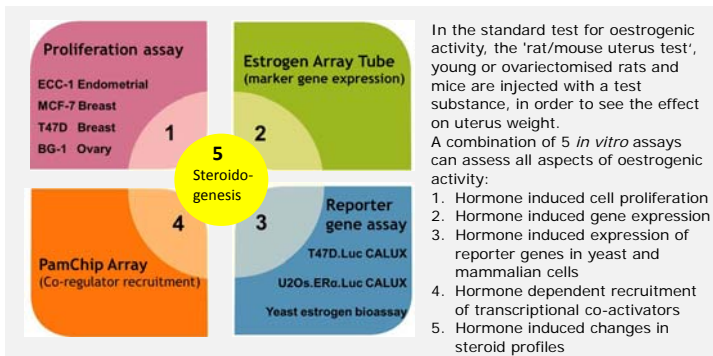 Proliferation assay
ECC-1 Endometrial
MCF-7 Breast
T47D Breast
BG-1 Ovary
1
Estrogen Array Tube
(marker gene expression)
2
5
Steroido-
genesis
4
PamChip Array
(Co-regulator recruitment)
3
Reporter
gene assay
T47D.Luc CALUX
U2Os.ERα.Luc CALUX
Yeast estrogen bioassay
In the standard test for oestrogenic
activity, the 'rat/mouse uterus test‘,
young or ovariectomised rats and
mice are injected with a test
substance, in order to see the effect
on uterus weight.
A combination of 5 in vitro assays
can assess all aspects of oestrogenic
activity:
1. Hormone induced cell proliferation
2. Hormone induced gene expression
3. Hormone induced expression of
reporter genes in yeast and
mammalian cells
4. Hormone dependent recruitment
of transcriptional co-activators
5. Hormone induced changes in
steroid profiles